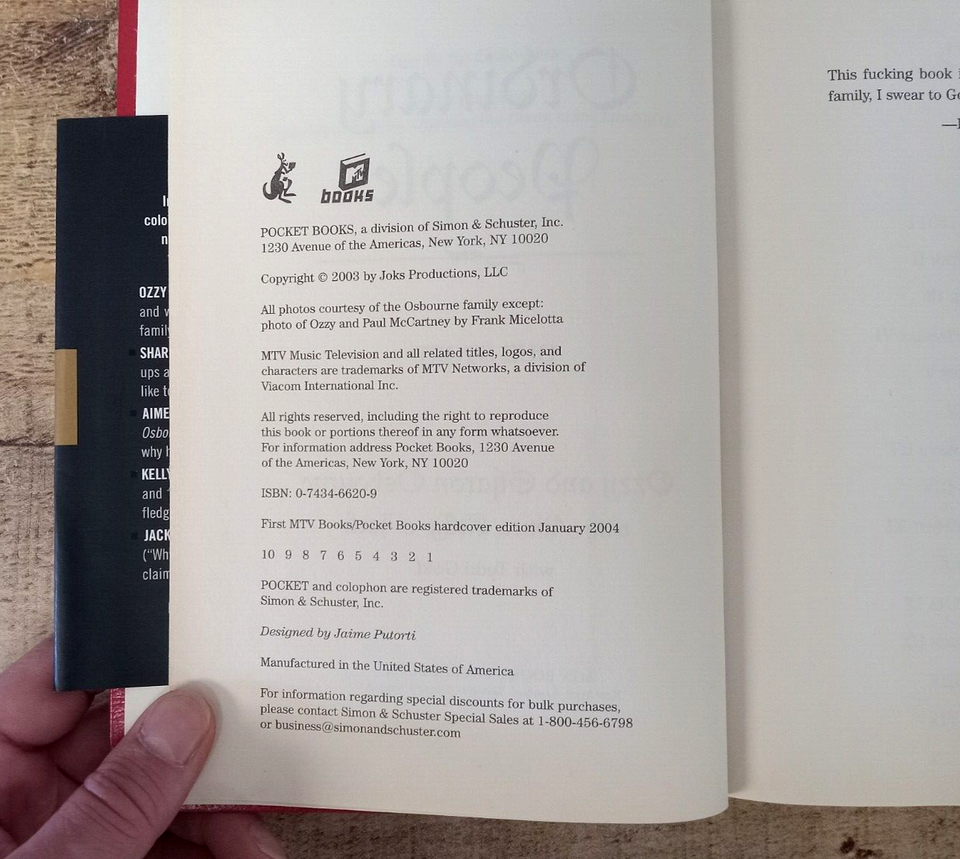 OZZY
and
family
SHAR
ups a
like
AIME
Osbo
why
KELLY
and
fledg
JACK
("Wh
claim
MTV
books
POCKET BOOKS, a division of Simon & Schuster, Inc.
1230 Avenue of the Americas, New York, NY 10020
Copyright © 2003 by Joks Productions, LLC
All photos courtesy of the Osbourne family except:
photo of Ozzy and Paul McCartney by Frank Micelotta
MTV Music Television and all related titles, logos, and
characters are trademarks of MTV Networks, a division of
Viacom International Inc.
All rights reserved, including the right to reproduce
this book or portions thereof in any form whatsoever.
For information address Pocket Books, 1230 Avenue
of the Americas, New York, NY 10020
ISBN: 0-7434-6620-9
First MTV Books/Pocket Books hardcover edition January 2004
10 9 8 7 6 5 4 3 2 1
POCKET and colophon are registered trademarks of
Simon & Schuster, Inc.
Designed by Jaime Putorti
Manufactured in the United States of America
For information regarding special discounts for bulk purchases,
please contact Simon & Schuster Special Sales at 1-800-456-6798
or business@simonandschuster.com
This fucking book
family, I swear to